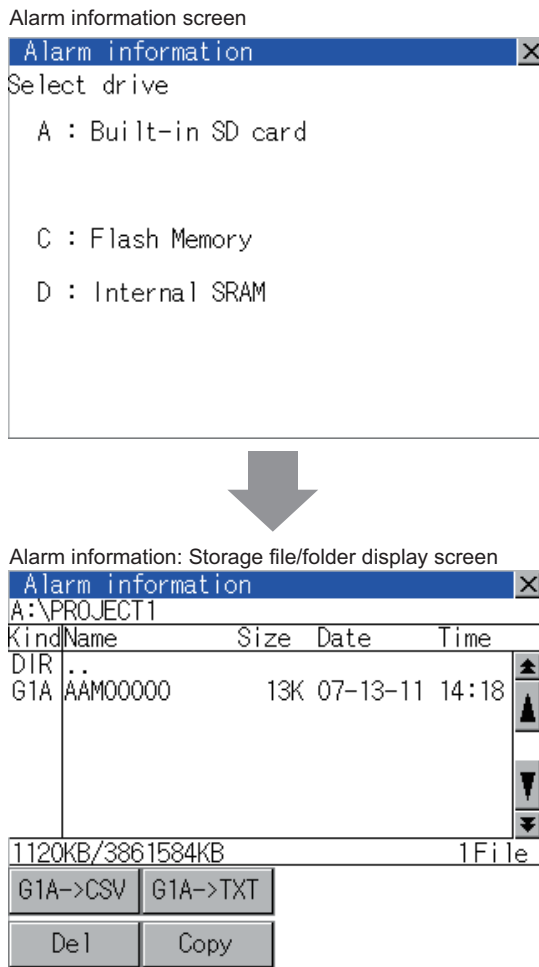 Alarm information screen
Alarm information
Select drive
A : Built-in SD card
C : Flash Memory
D : Internal SRAM
Alarm information: Storage file/folder display screen
Alarm information
A:\PROJECT1
Kind Name Size Date Time
DIR ..
G1A AAM00000 13K 07-13-11 14:18
1120KB/3861584KB 1File
G1A->CSV G1A->TXT
Del Copy